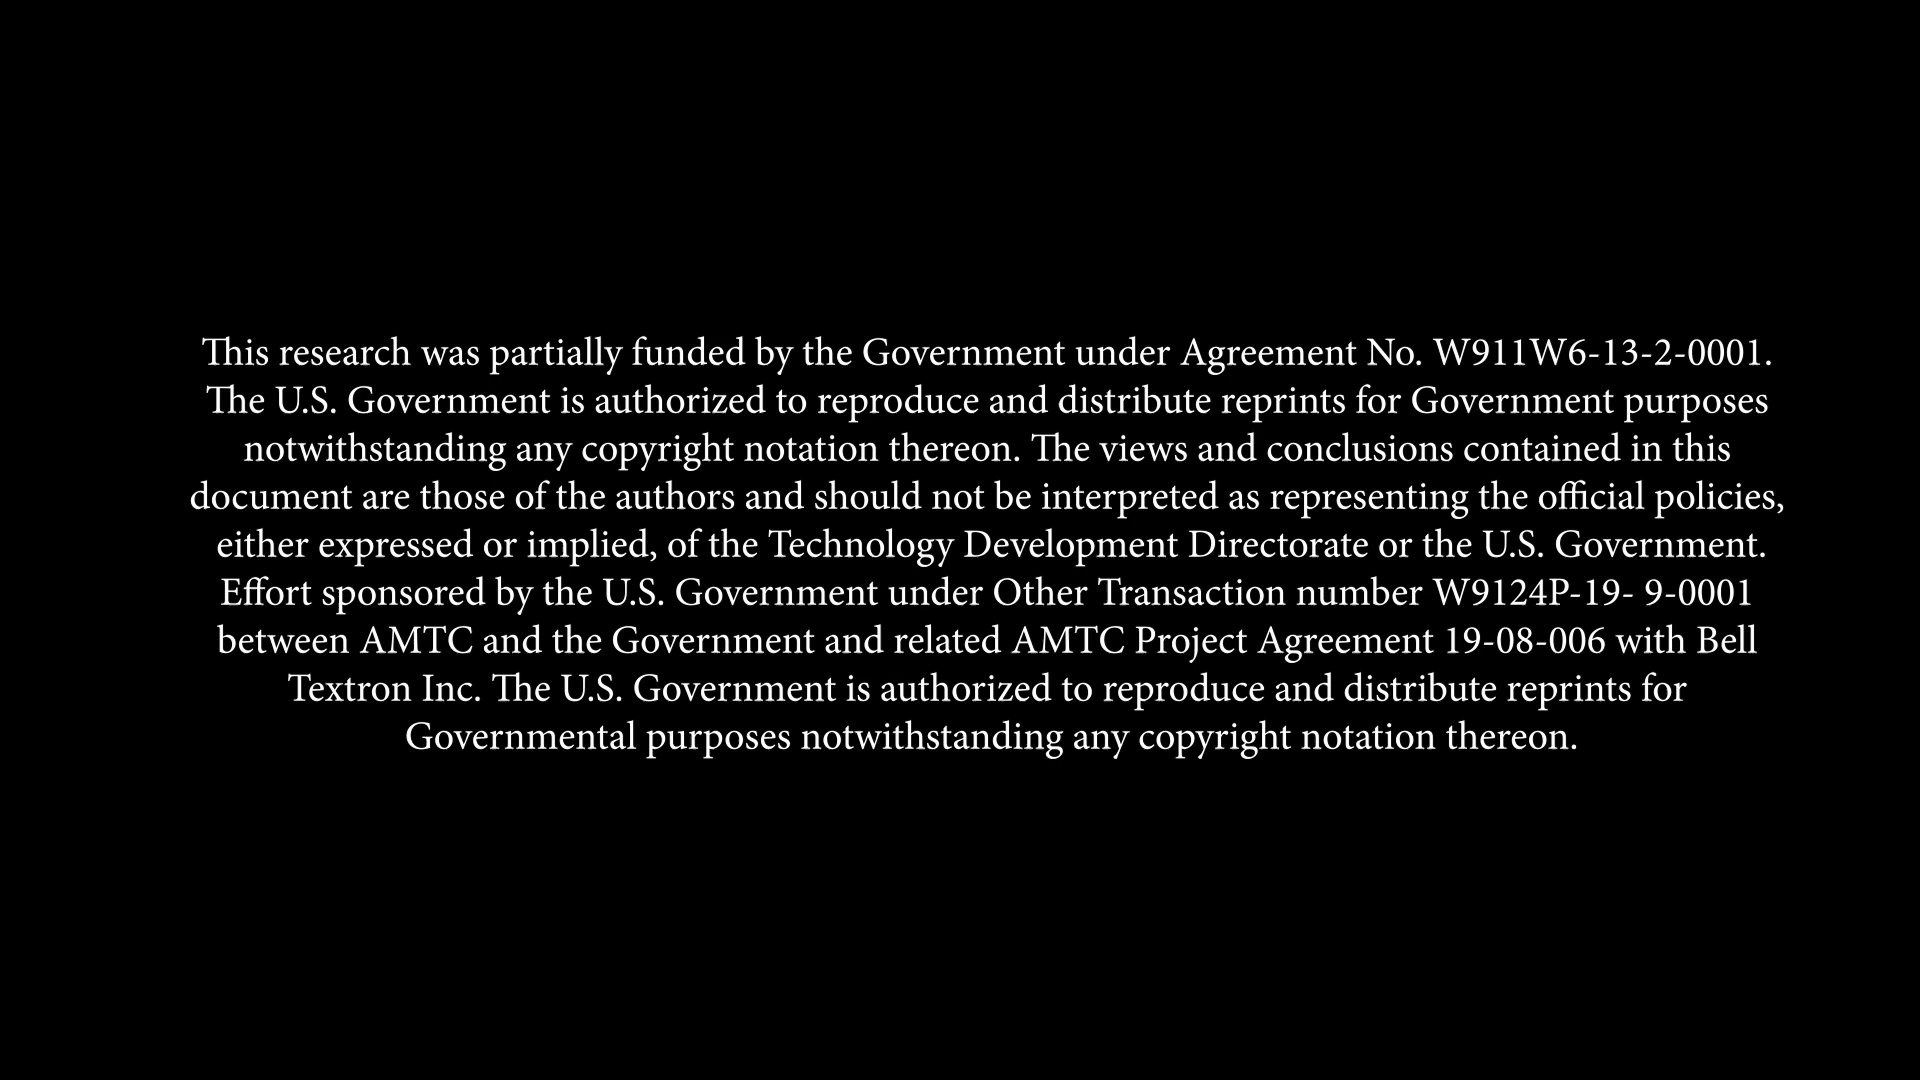 This research was partially funded by the Government under Agreement No. W911W6-13-2-0001.
The U.S. Government is authorized to reproduce and distribute reprints for Government purposes
notwithstanding any copyright notation thereon. The views and conclusions contained in this
document are those of the authors and should not be interpreted as representing the official policies,
either expressed or implied, of the Technology Development Directorate or the U.S. Government.
Effort sponsored by the U.S. Government under Other Transaction number W9124P-19- 9-0001
between AMTC and the Government and related AMTC Project Agreement 19-08-006 with Bell
Textron Inc. The U.S. Government is authorized to reproduce and distribute reprints for
Governmental purposes notwithstanding any copyright notation thereon.